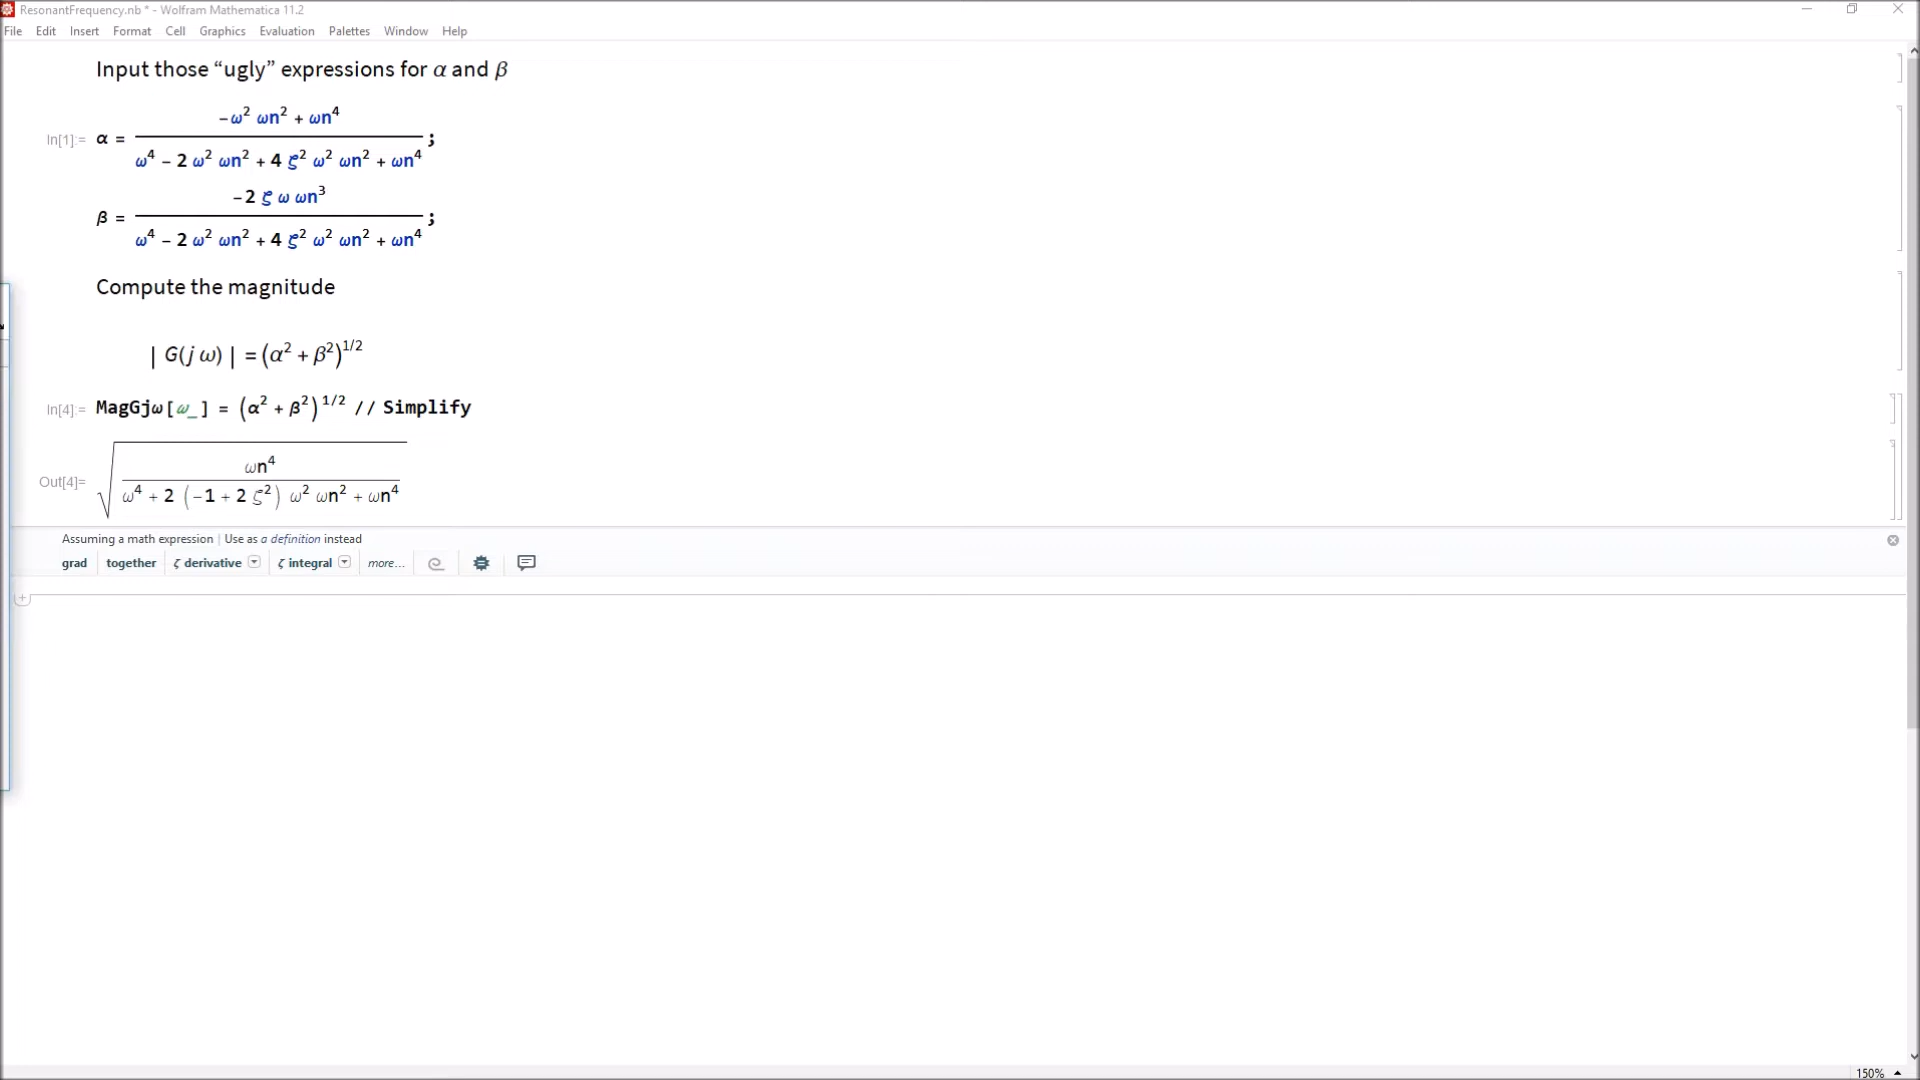 ResonantFrequency.nb * - Wolfram Mathematica 11.2
File Edit Insert Format Cell Graphics Evaluation Palettes Window Help
Input those “ugly” expressions for α and β
In[1]:= α = (-ω² ωn² + ωn⁴) / (ω⁴ - 2 ω² ωn² + 4 ζ² ω² ωn² + ωn⁴) ;
β = (-2 ζ ω ωn³) / (ω⁴ - 2 ω² ωn² + 4 ζ² ω² ωn² + ωn⁴) ;
Compute the magnitude
| G(j ω) | = (α² + β²)^1/2
In[4]:= MagGjω[ω_] = (α² + β²)^1/2 // Simplify
Out[4]= √(ωn⁴ / (ω⁴ + 2 (-1 + 2 ζ²) ω² ωn² + ωn⁴))
Assuming a math expression | Use as a definition instead
grad together ζ derivative ζ integral more...
150%